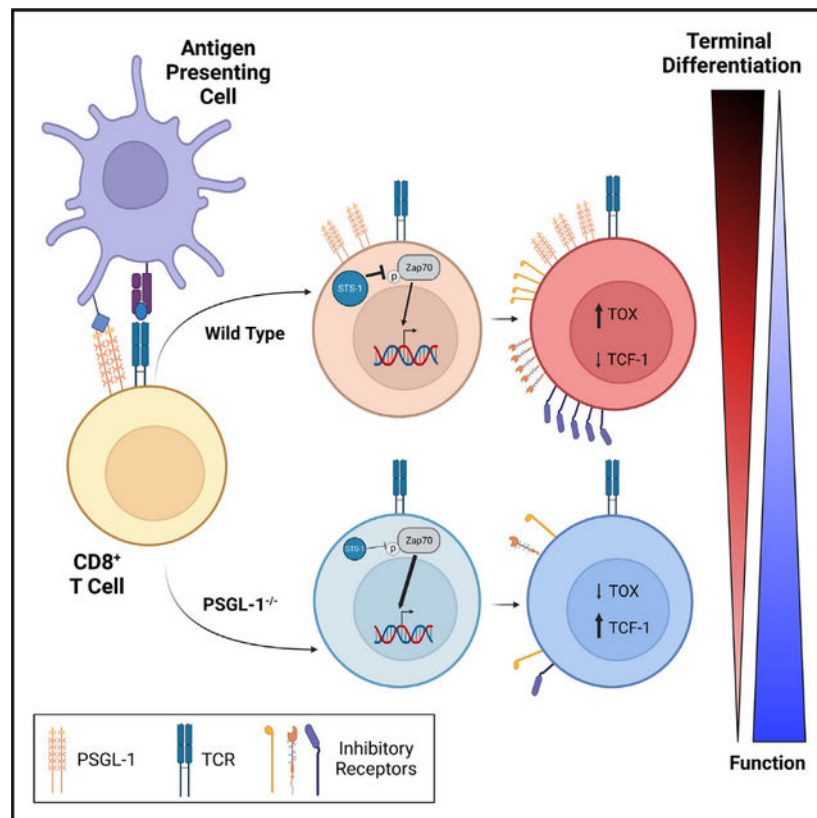 Antigen
Presenting
Cell
Terminal
Differentiation
STS-1
p
Zap70
Wild Type
↑ TOX
↓ TCF-1
CD8⁺
T Cell
PSGL-1⁻/⁻
STS-1
p
Zap70
↓ TOX
↑ TCF-1
PSGL-1
TCR
Inhibitory
Receptors
Function